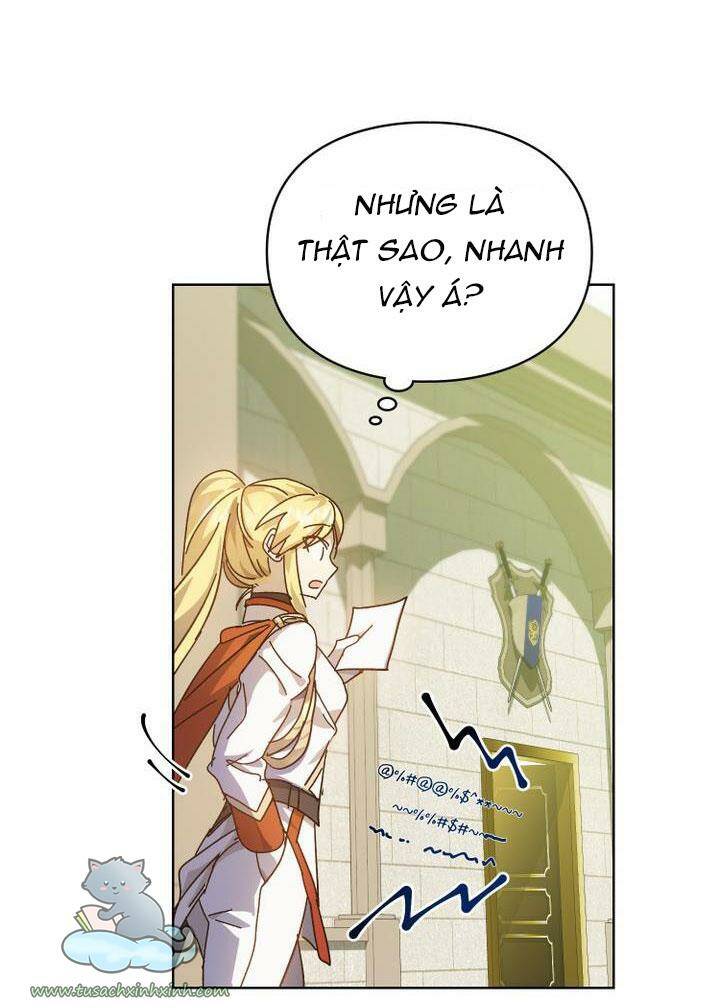 NHƯNG LÀ
THẬT SAO, NHANH
VẬY Á?
@%#@@%$^**~~~
~~%%#$#~~
www.tusachxinhxinh.com